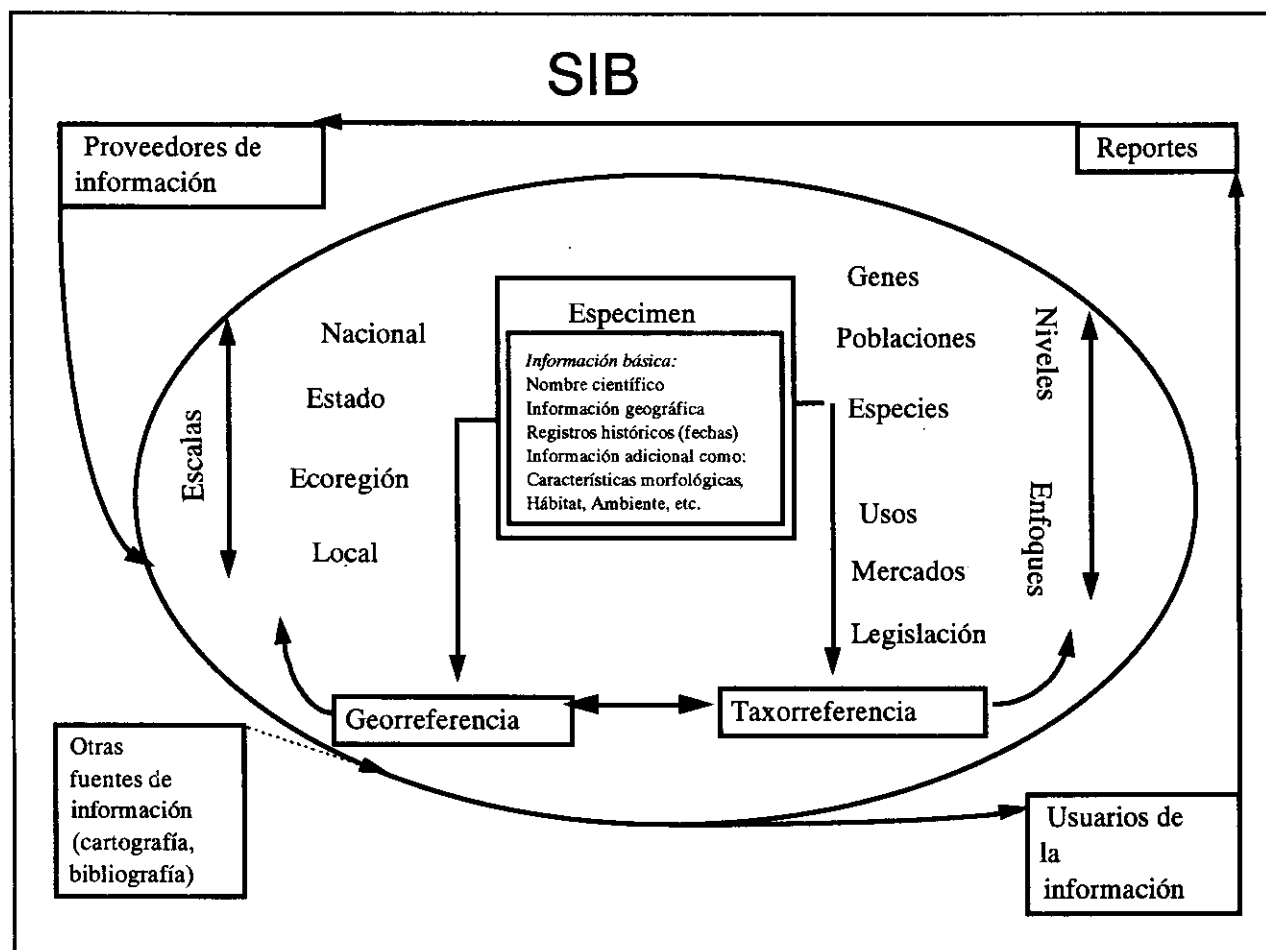 SIB
Proveedores de
información
Reportes
Escalas
Nacional
Estado
Ecoregión
Local
Especimen
Información básica:
Nombre científico
Información geográfica
Registros históricos (fechas)
Información adicional como:
Características morfológicas,
Hábitat, Ambiente, etc.
Genes
Poblaciones
Especies
Usos
Mercados
Legislación
Niveles
Enfoques
Georreferencia
Taxorreferencia
Otras
fuentes de
información
(cartografía,
bibliografía)
Usuarios de
la
información